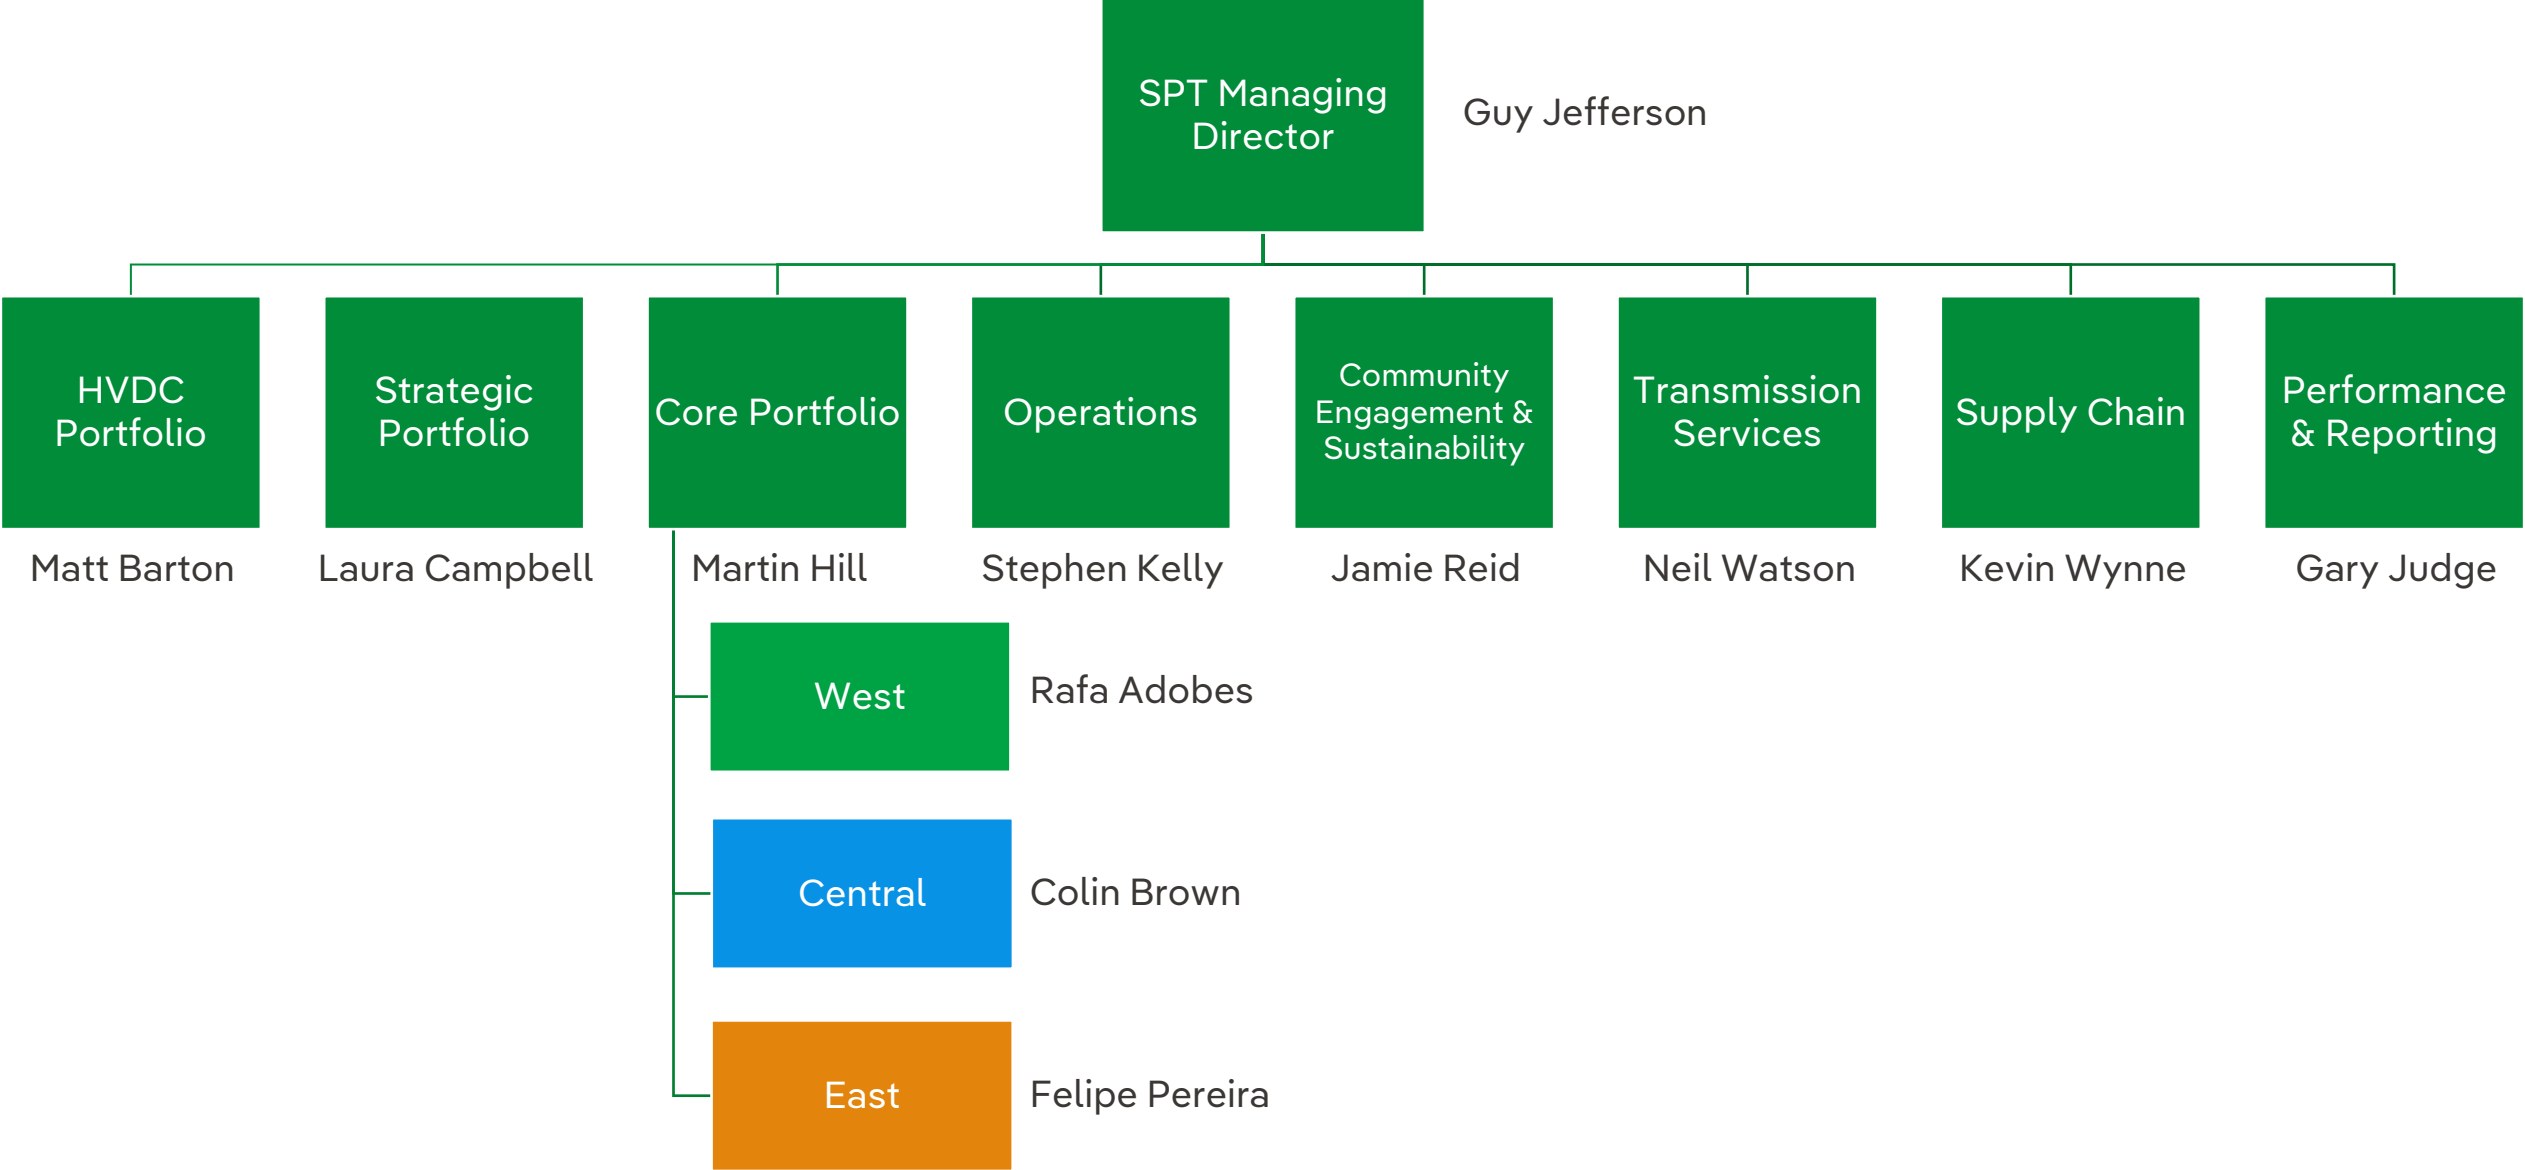 SPT Managing
Director
Guy Jefferson
HVDC
Portfolio
Strategic
Portfolio
Core Portfolio
Operations
Community
Engagement &
Sustainability
Transmission
Services
Supply Chain
Performance
& Reporting
Matt Barton
Laura Campbell
Martin Hill
Stephen Kelly
Jamie Reid
Neil Watson
Kevin Wynne
Gary Judge
West
Rafa Adobes
Central
Colin Brown
East
Felipe Pereira